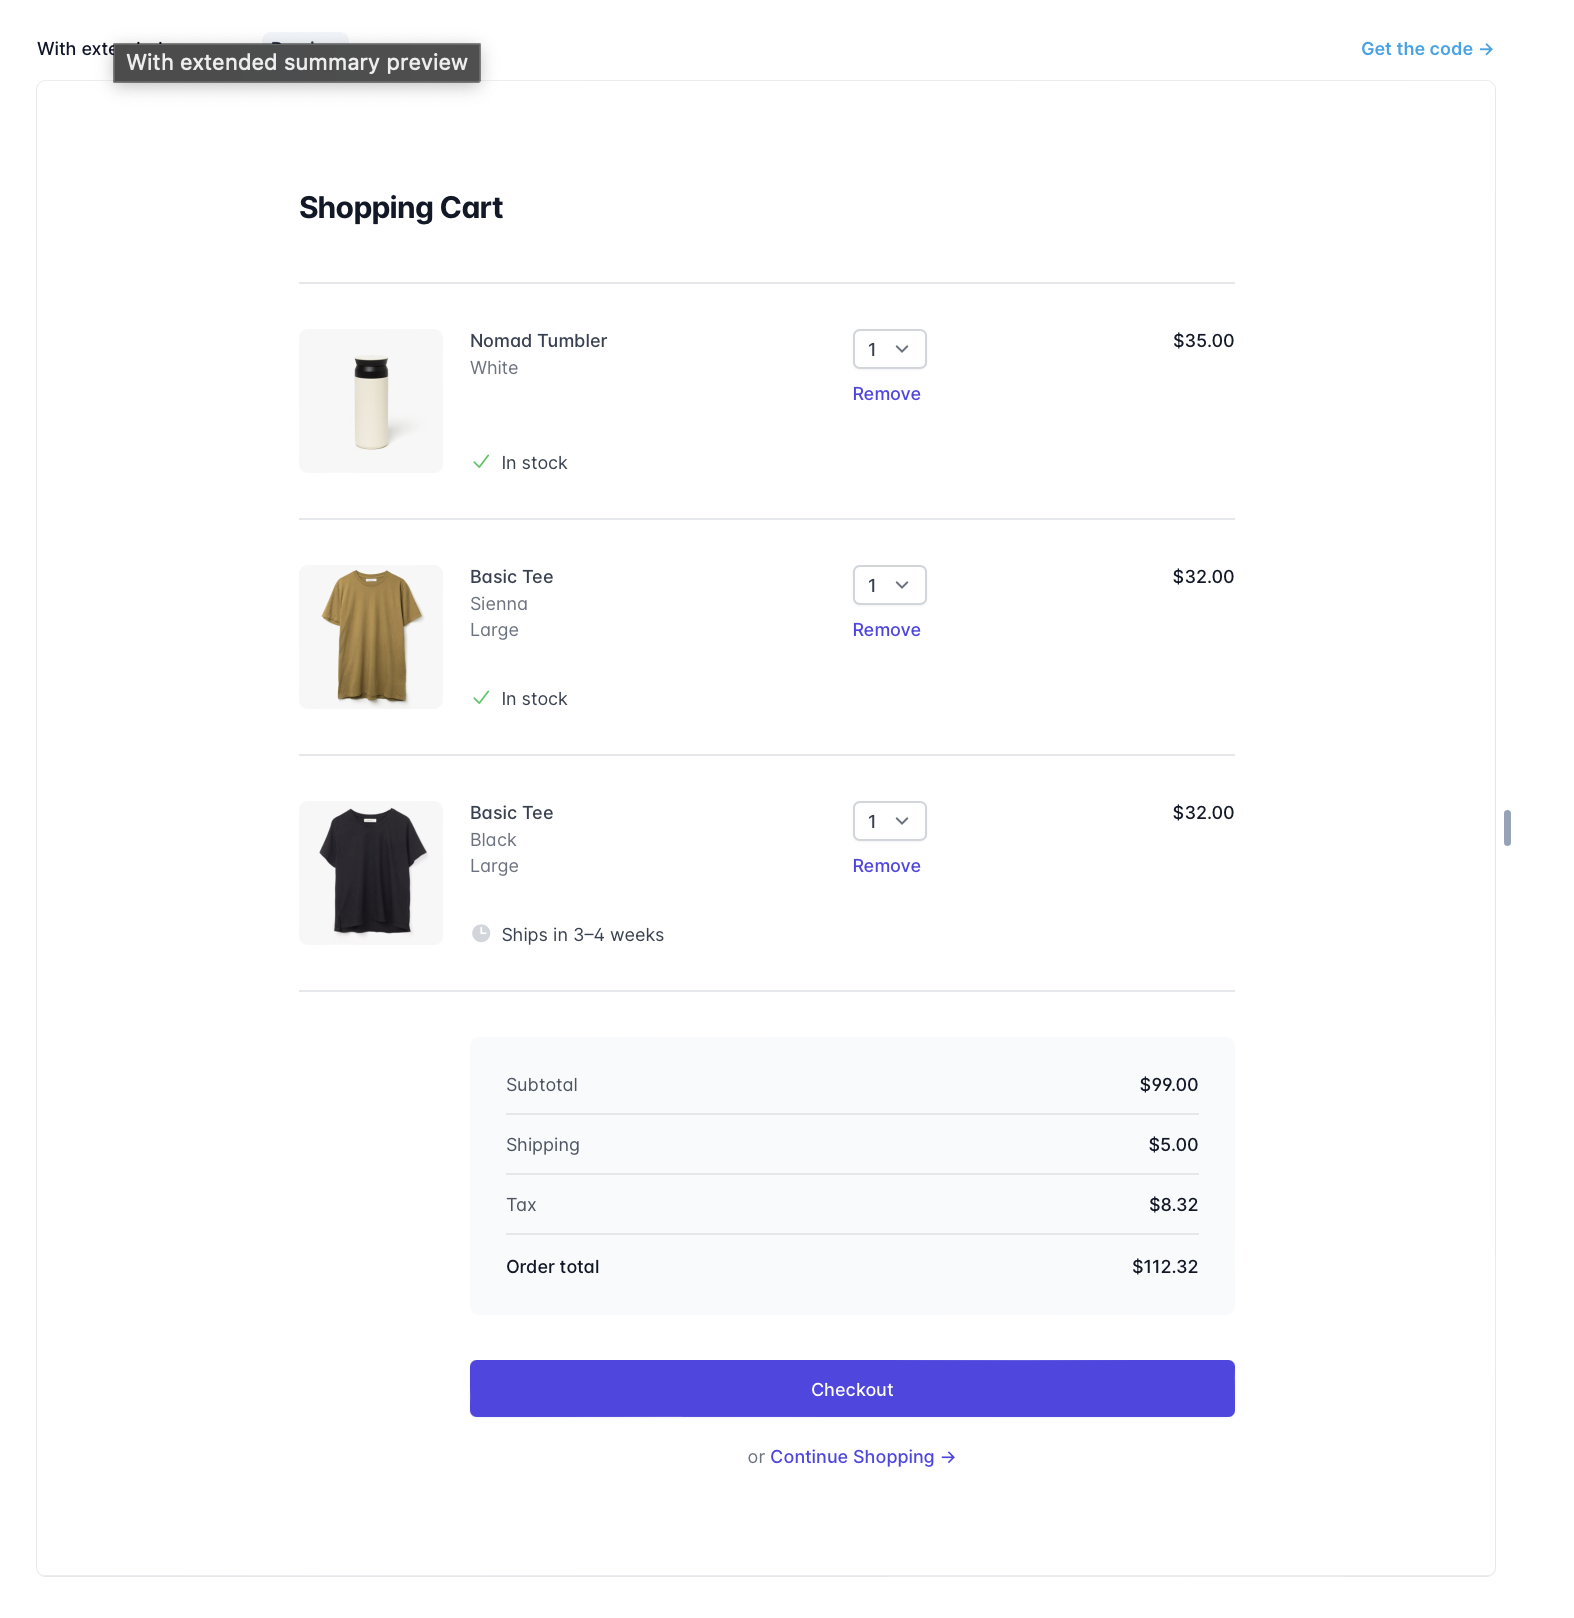 With exte
With extended summary preview
Get the code →
Shopping Cart
Nomad Tumbler
White
1
Remove
$35.00
In stock
Basic Tee
Sienna
Large
1
Remove
$32.00
In stock
Basic Tee
Black
Large
1
Remove
$32.00
Ships in 3–4 weeks
Subtotal $99.00
Shipping $5.00
Tax $8.32
Order total $112.32
Checkout
or Continue Shopping →